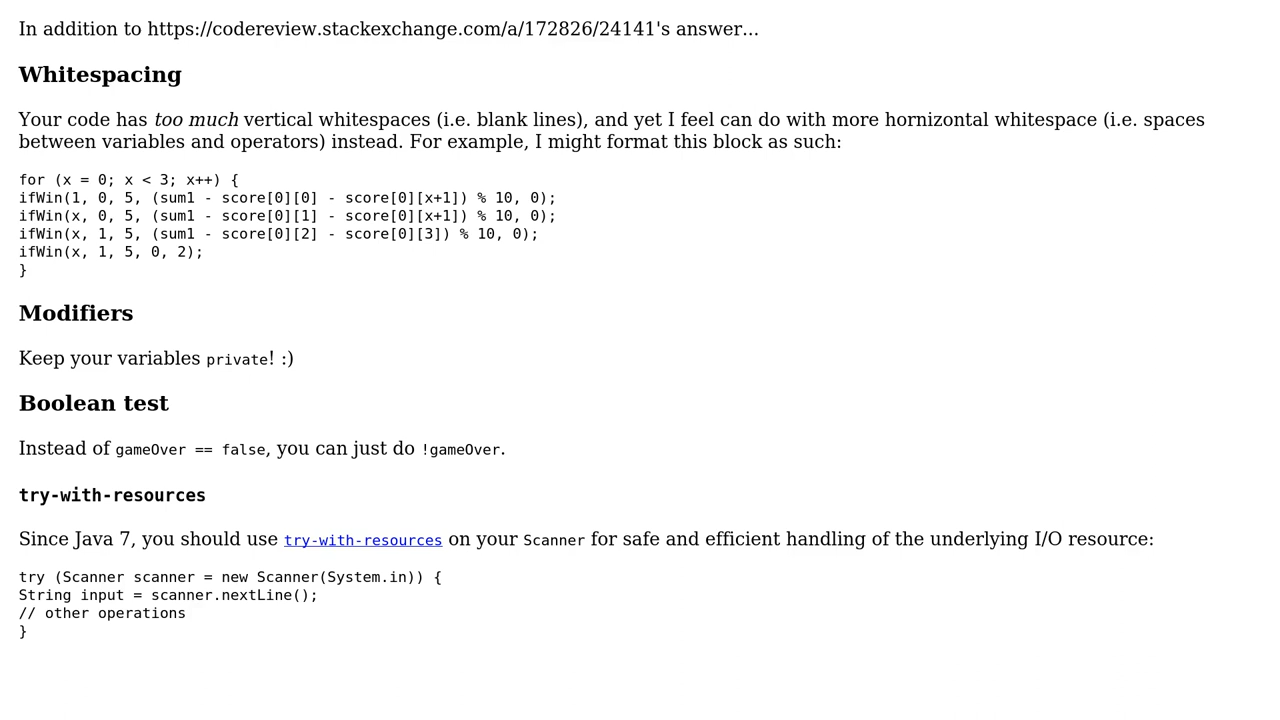 In addition to https://codereview.stackexchange.com/a/172826/24141's answer...
Whitespacing
Your code has too much vertical whitespaces (i.e. blank lines), and yet I feel can do with more hornizontal whitespace (i.e. spaces
between variables and operators) instead. For example, I might format this block as such:
for (x = 0; x < 3; x++) {
ifWin(1, 0, 5, (sum1 - score[0][0] - score[0][x+1]) % 10, 0);
ifWin(x, 0, 5, (sum1 - score[0][1] - score[0][x+1]) % 10, 0);
ifWin(x, 1, 5, (sum1 - score[0][2] - score[0][3]) % 10, 0);
ifWin(x, 1, 5, 0, 2);
}
Modifiers
Keep your variables private! :)
Boolean test
Instead of gameOver == false, you can just do !gameOver.
try-with-resources
Since Java 7, you should use try-with-resources on your Scanner for safe and efficient handling of the underlying I/O resource:
try (Scanner scanner = new Scanner(System.in)) {
String input = scanner.nextLine();
// other operations
}